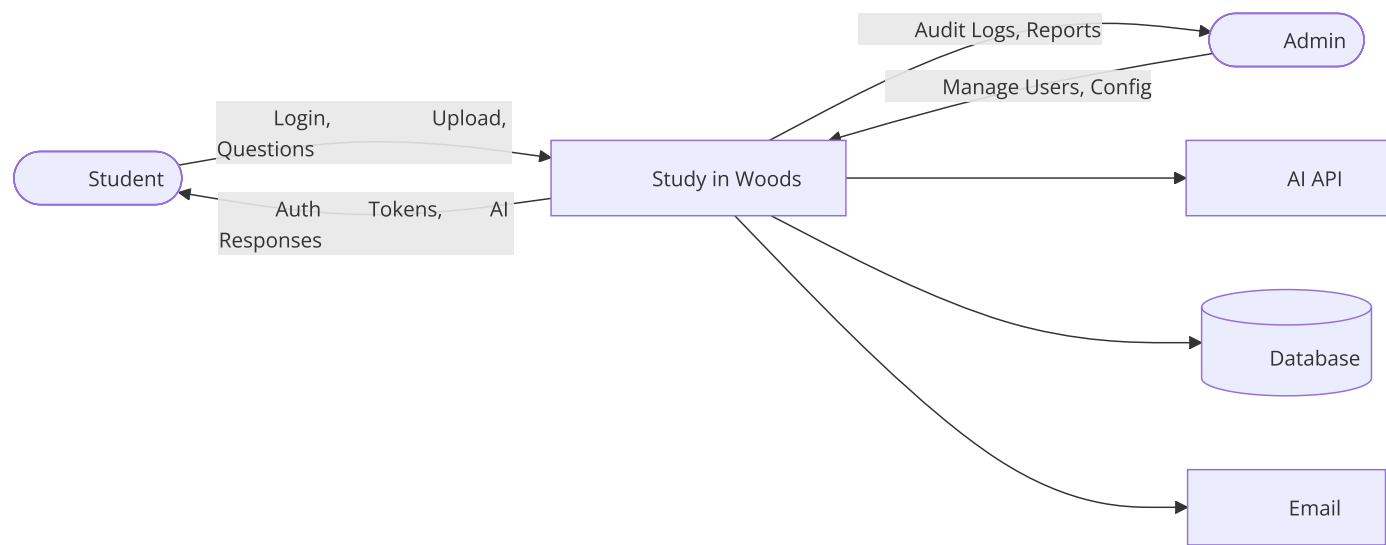 Audit Logs, Reports
Admin
Manage Users, Config
Login, Upload,
Questions
Student
Study in Woods
AI API
Auth Tokens, AI
Responses
Database
Email